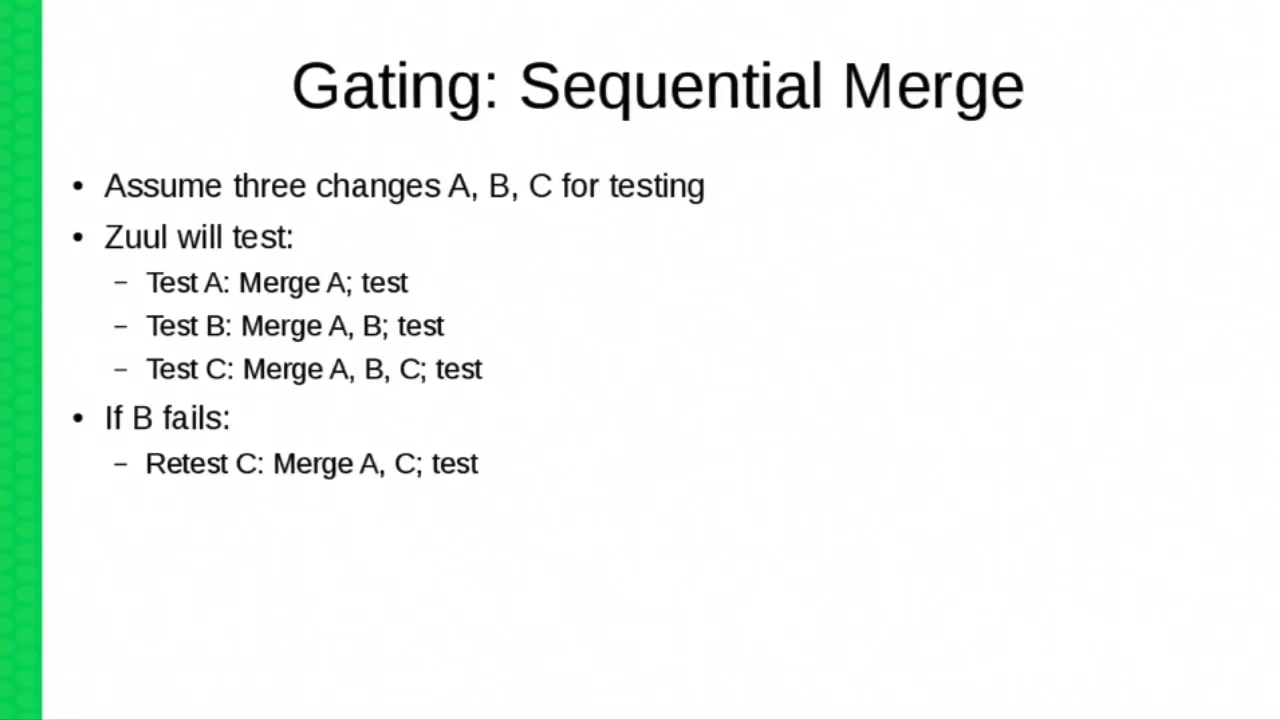 Gating: Sequential Merge
• Assume three changes A, B, C for testing
• Zuul will test:
– Test A: Merge A; test
– Test B: Merge A, B; test
– Test C: Merge A, B, C; test
• If B fails:
– Retest C: Merge A, C; test